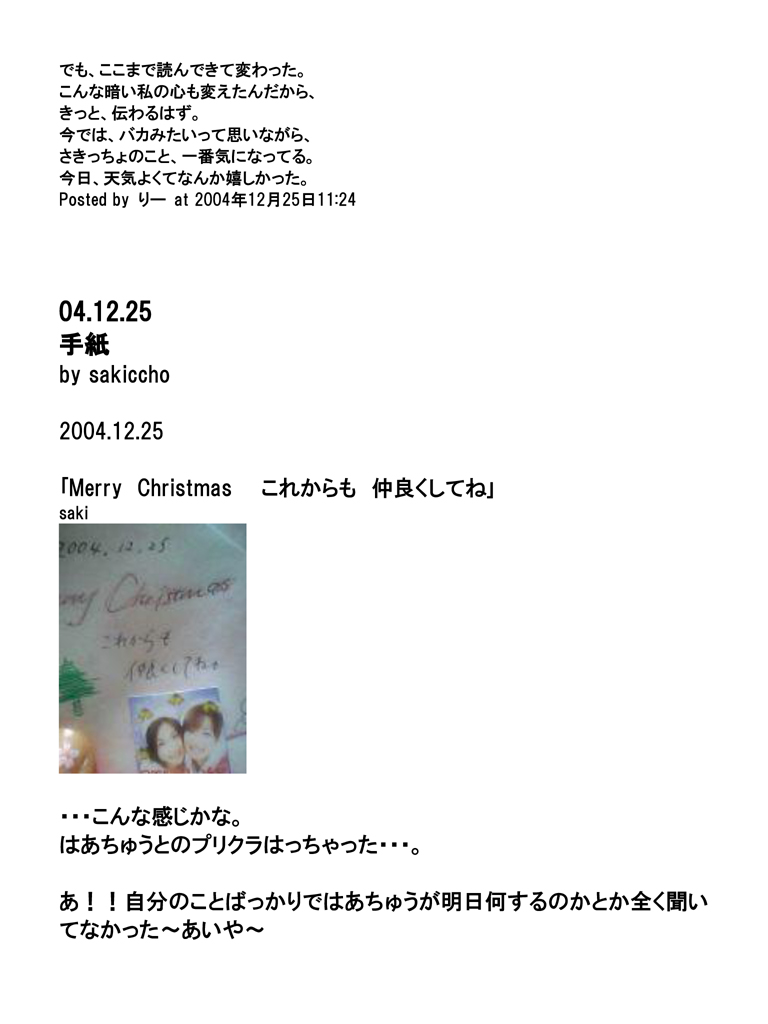 でも、ここまで読んできて変わった。
こんな暗い私の心も変えたんだから、
きっと、伝わるはず。
今では、バカみたいって思いながら、
さきっちょのこと、一番気になってる。
今日、天気よくてなんか嬉しかった。
Posted by りー at 2004年12月25日11:24
04.12.25
手紙
by sakiccho
2004.12.25
「Merry Christmas これからも 仲良くしてね」
saki
2004.12.25
Christmas
これからも
仲良くしてね
・・・こんな感じかな。
はあちゅうとのプリクラはっちゃった・・・。
あ！！自分のことばっかりではあちゅうが明日何するのかとか全く聞い
てなかった～あいや～